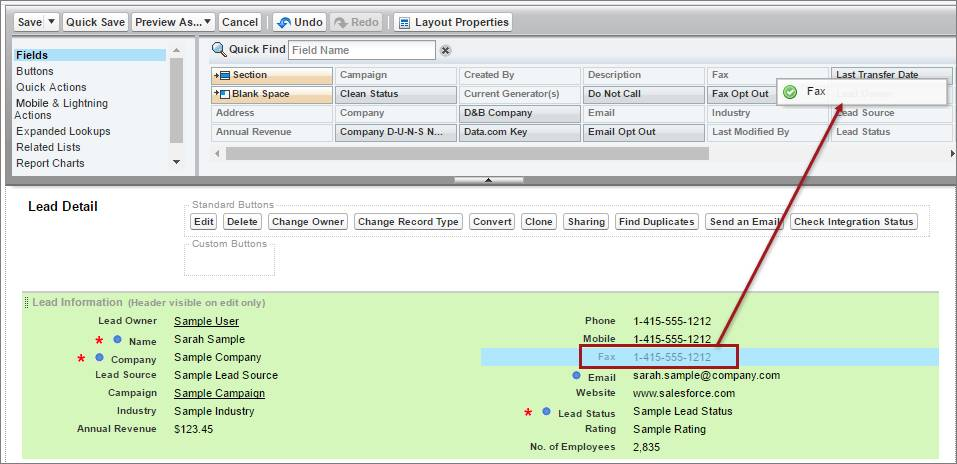 Save Quick Save Preview As... Cancel Undo Redo Layout Properties
Fields
Buttons
Quick Actions
Mobile & Lightning
Actions
Expanded Lookups
Related Lists
Report Charts
Quick Find Field Name
Section Campaign Created By Description Fax Last Transfer Date
Blank Space Clean Status Current Generator(s) Do Not Call Fax Opt Out Lead Owner
Fax
Address Company D&B Company Email Industry Lead Source
Annual Revenue Company D-U-N-S N... Data.com Key Email Opt Out Last Modified By Lead Status
Lead Detail
Standard Buttons
Edit Delete Change Owner Change Record Type Convert Clone Sharing Find Duplicates Send an Email Check Integration Status
Custom Buttons
Lead Information (Header visible on edit only)
Lead Owner Sample User
* Name Sarah Sample
* Company Sample Company
Lead Source Sample Lead Source
Campaign Sample Campaign
Industry Sample Industry
Annual Revenue $123.45
Phone 1-415-555-1212
Mobile 1-415-555-1212
Fax 1-415-555-1212
Email sarah.sample@company.com
Website www.salesforce.com
* Lead Status Sample Lead Status
Rating Sample Rating
No. of Employees 2,835